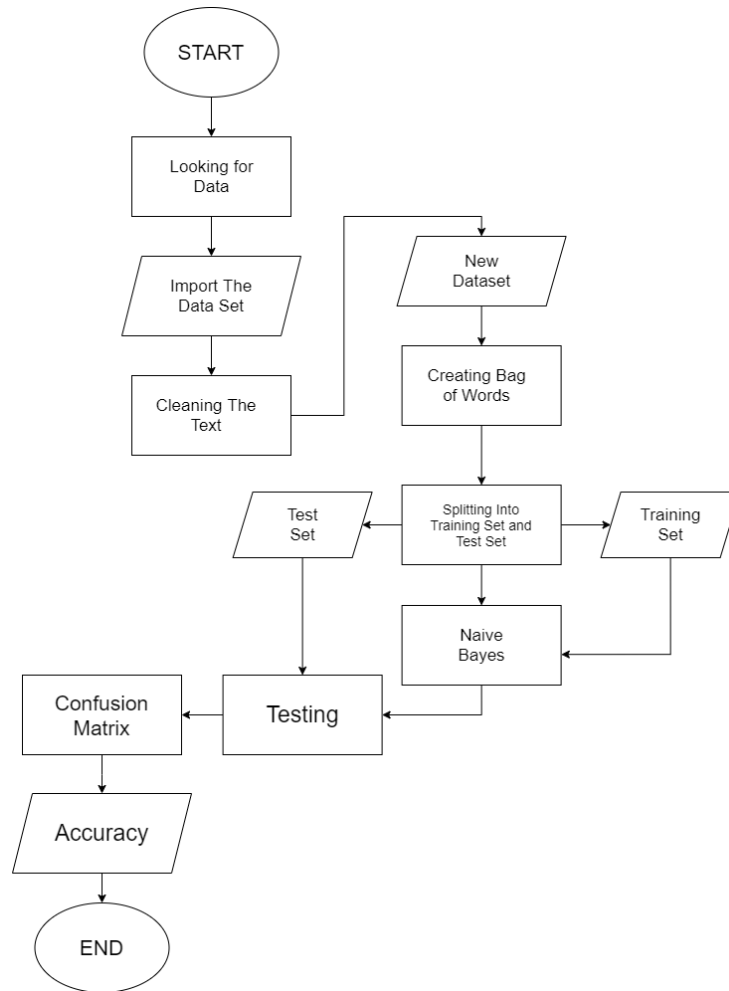 START
Looking for
Data
Import The
Data Set
Cleaning The
Text
New
Dataset
Creating Bag
of Words
Splitting Into
Training Set and
Test Set
Test
Set
Training
Set
Naive
Bayes
Testing
Confusion
Matrix
Accuracy
END